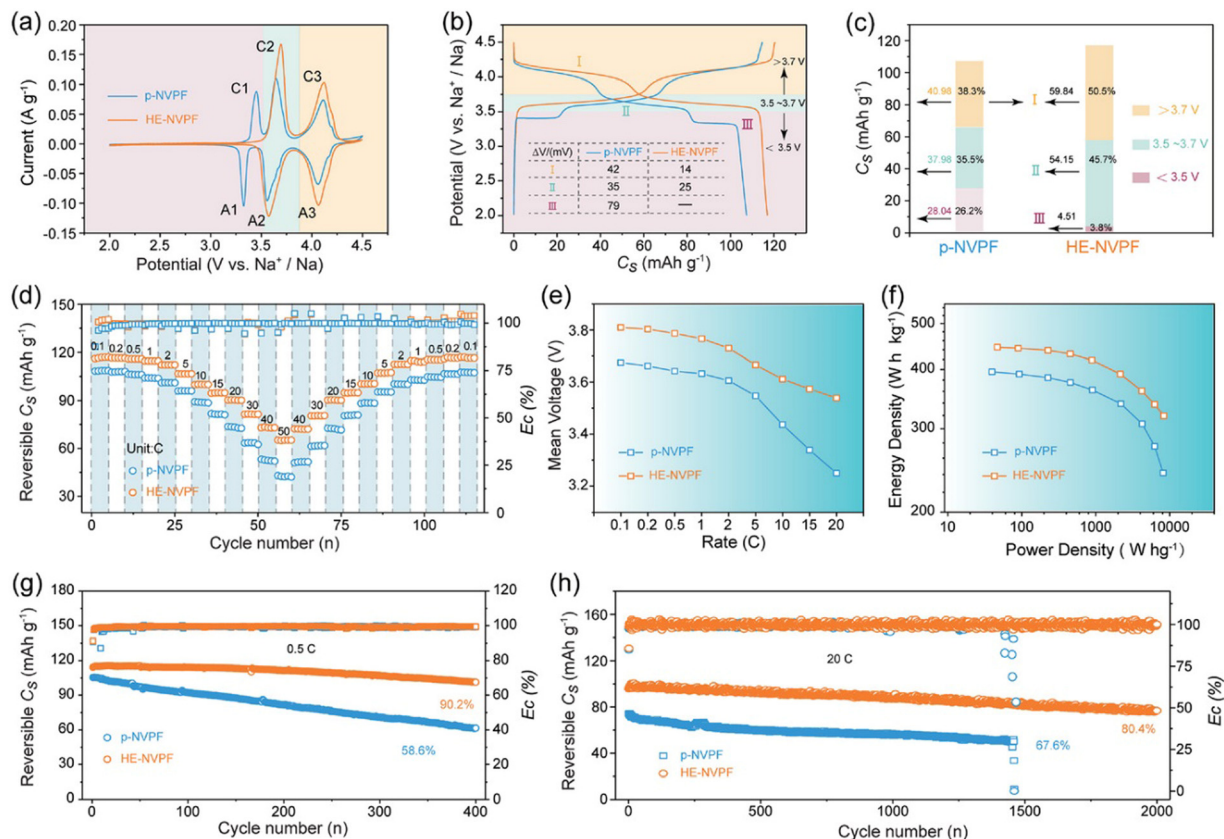 (a)
0.20
0.15
0.10
0.05
0.00
-0.05
-0.10
-0.15
Current (A g⁻¹)
p-NVPF
HE-NVPF
C1
C2
C3
A1
A2
A3
2.0
3.0
3.5
4.0
4.5
Potential (V vs. Na⁺ / Na)
(b)
4.5
4.0
3.5
3.0
2.5
2.0
Potential (V vs. Na⁺ / Na)
I
II
III
>3.7 V
3.5 ~3.7 V
< 3.5 V
ΔV/(mV) p-NVPF HE-NVPF
I 42 14
II 35 25
III 79 —
0 20 40 60 80 100 120
Cs (mAh g⁻¹)
(c)
120
100
80
60
40
20
0
Cs (mAh g⁻¹)
40.98 38.3% I 59.84 50.5%
37.98 35.5% II 54.15 45.7%
28.04 26.2% III 4.51 3.8%
>3.7 V
3.5 ~3.7 V
< 3.5 V
p-NVPF HE-NVPF
(d)
150
120
90
60
30
Reversible Cs (mAh g⁻¹)
0.1 0.2 0.5 1 2 5 10 15 20 30 40 50 40 30 20 15 10 5 2 1 0.5 0.2 0.1
Unit:C
p-NVPF
HE-NVPF
100
75
50
25
0
Ec (%)
0 25 50 75 100
Cycle number (n)
(e)
3.8
3.6
3.4
3.2
Mean Voltage (V)
p-NVPF
HE-NVPF
0.1 0.2 0.5 1 2 5 10 15 20
Rate (C)
(f)
500
400
300
200
Energy Density (W h kg⁻¹)
p-NVPF
HE-NVPF
10 100 1000 10000
Power Density ( W hg⁻¹)
(g)
180
150
120
90
60
30
0
Reversible Cs (mAh g⁻¹)
0.5 C
90.2%
58.6%
p-NVPF
HE-NVPF
120
100
80
60
40
20
0
Ec (%)
0 100 200 300 400
Cycle number (n)
(h)
160
120
80
40
0
Reversible Cs (mAh g⁻¹)
20 C
80.4%
67.6%
p-NVPF
HE-NVPF
100
75
50
25
0
Ec (%)
0 500 1000 1500 2000
Cycle number (n)